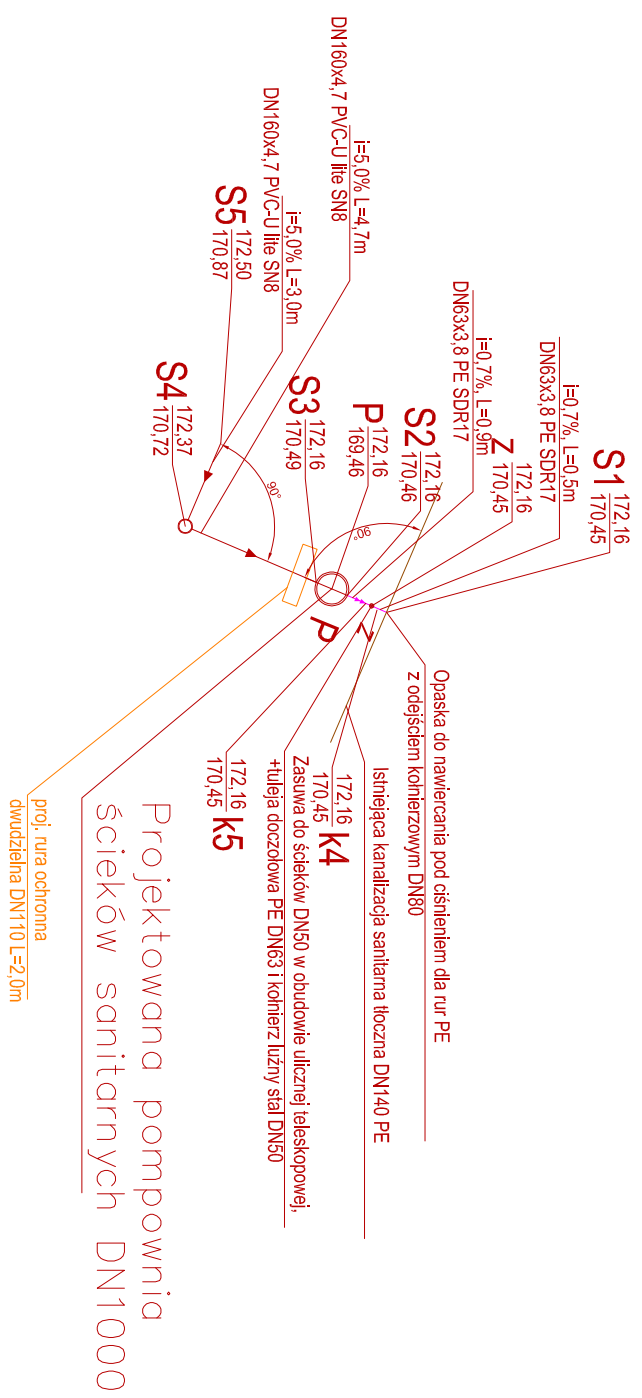 S1
172,16
170,45
i=0,7%, L=0,5m
DN63x3,8 PE SDR17
Z
172,16
170,45
i=0,7%, L=0,9m
DN63x3,8 PE SDR17
S2
172,16
170,46
P
172,16
169,46
S3
172,16
170,49
i=5,0% L=4,7m
DN160x4,7 PVC-U lite SN8
i=5,0% L=3,0m
DN160x4,7 PVC-U lite SN8
S5
172,50
170,87
S4
172,37
170,72
90°
90°
P
Z
Opaska do nawiercania pod ciśnieniem dla rur PE
z odejściem kołnierzowym DN80
Istniejąca kanalizacja sanitarna tłoczna DN140 PE
172,16
170,45
k4
Zasuwa do ścieków DN50 w obudowie ulicznej teleskopowej,
+tuleja doczołowa PE DN63 i kołnierz luźny stal DN50
172,16
170,45
k5
Projektowana pompownia
ścieków sanitarnych DN1000
proj. rura ochronna
dwudzielna DN110 L=2,0m